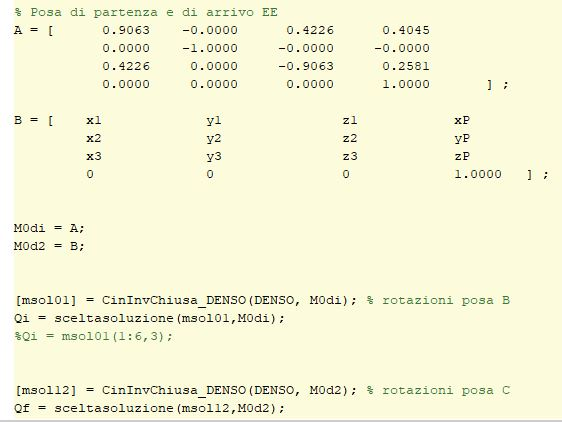 % Posa di partenza e di arrivo EE
A = [ 0.9063 -0.0000 0.4226 0.4045
0.0000 -1.0000 -0.0000 -0.0000
0.4226 0.0000 -0.9063 0.2581
0.0000 0.0000 0.0000 1.0000 ] ;
B = [ x1 y1 z1 xP
x2 y2 z2 yP
x3 y3 z3 zP
0 0 0 1.0000 ] ;
M0di = A;
M0d2 = B;
[msol01] = CinInvChiusa_DENSO(DENSO, M0di); % rotazioni posa B
Qi = sceltasoluzione(msol01,M0di);
%Qi = msol01(1:6,3);
[msol12] = CinInvChiusa_DENSO(DENSO, M0d2); % rotazioni posa C
Qf = sceltasoluzione(msol12,M0d2);